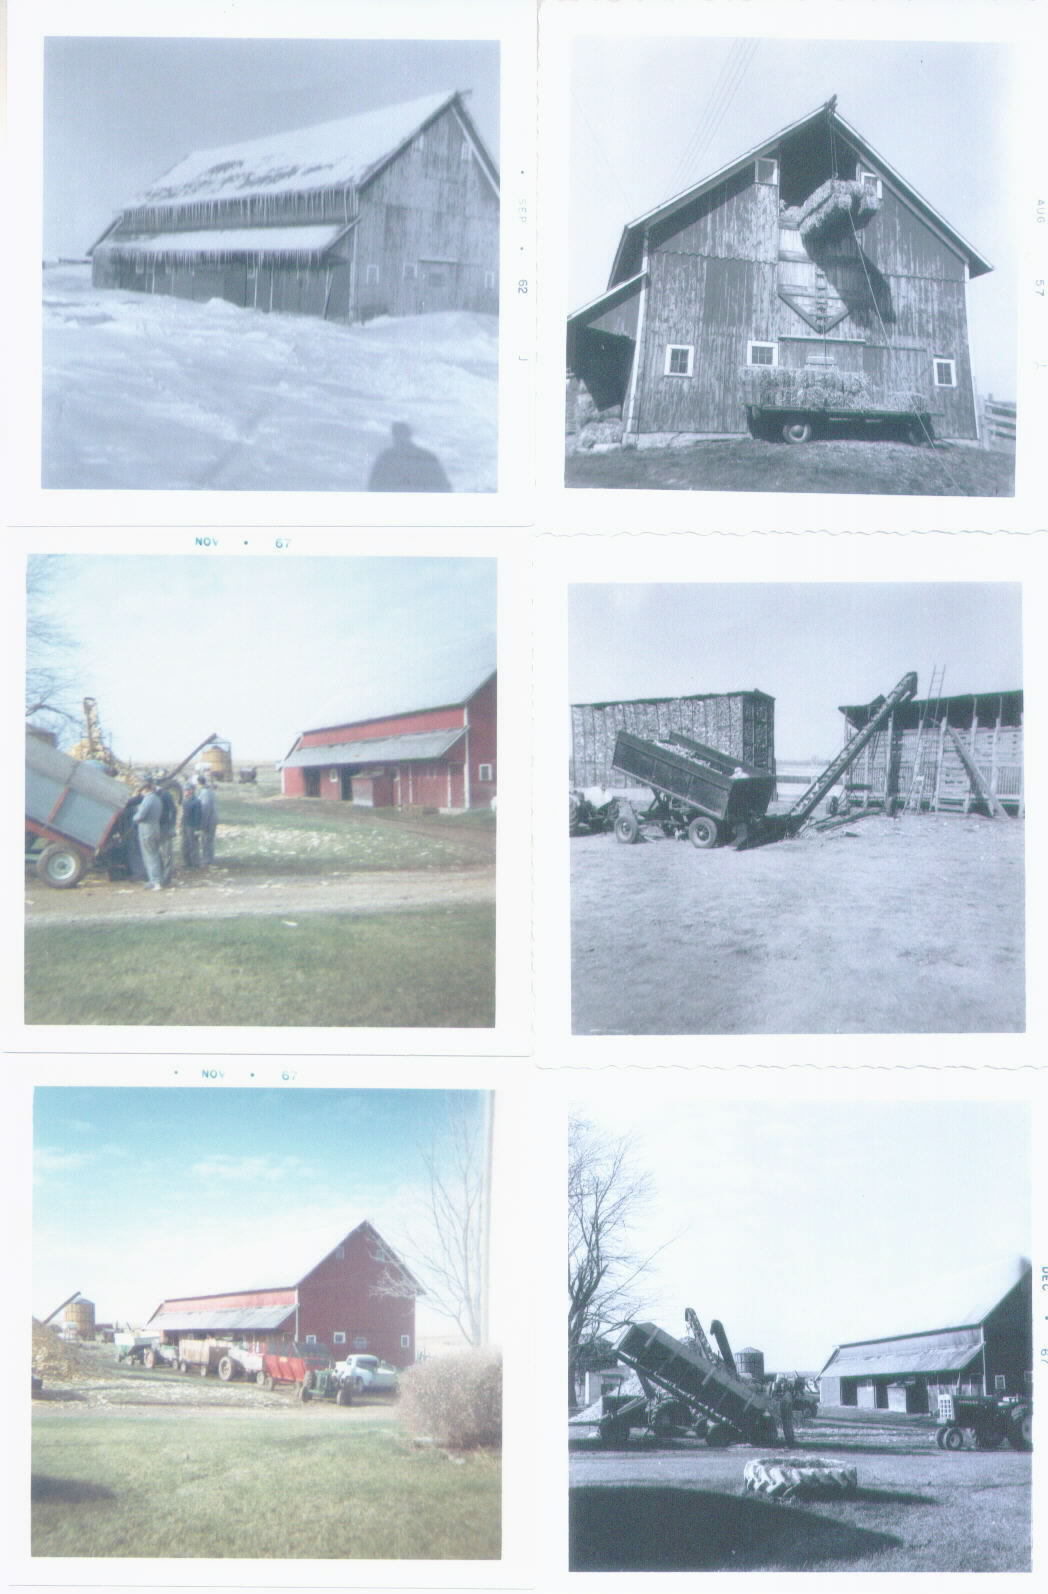 • SEP • 62 J
AUG 57
NOV • 67
• NOV • 67
DEC • 67